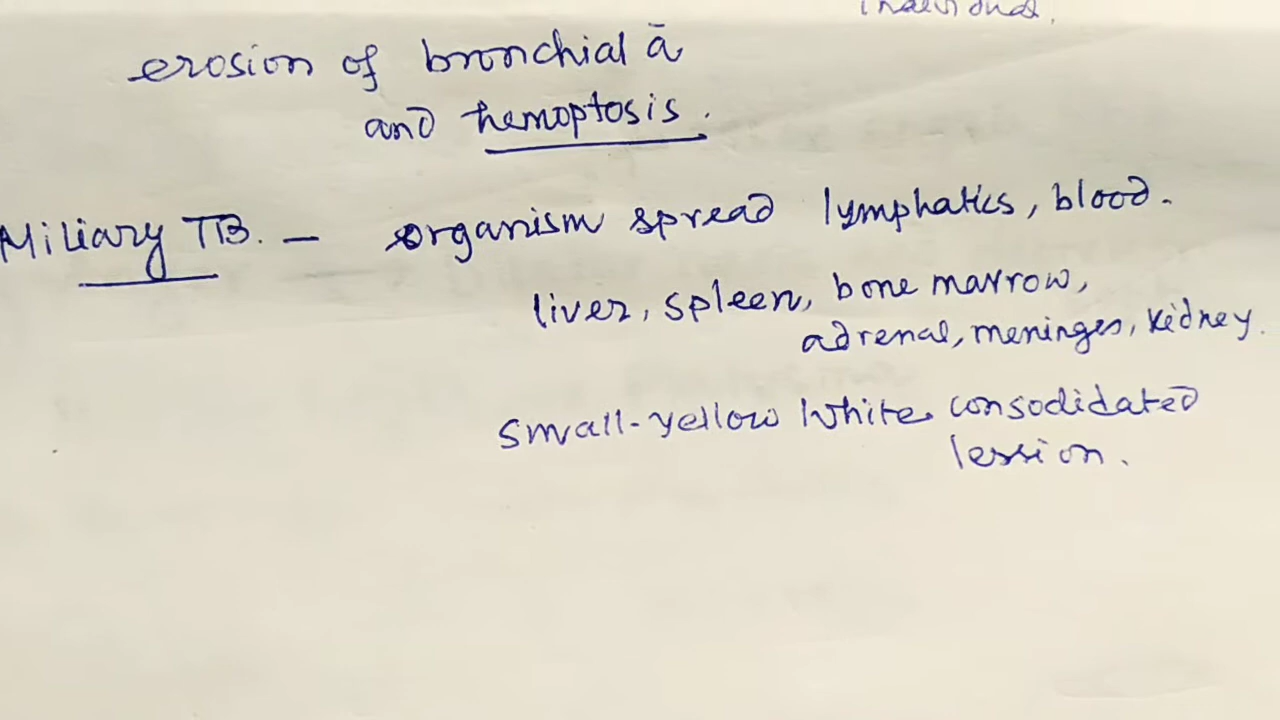 individual.
erosion of bronchial ā
and hemoptosis.
Miliary TB. — organism spread lymphatics, blood.
liver, spleen, bone marrow,
adrenal, meninges, kidney.
small-yellow white consodidated
lession.